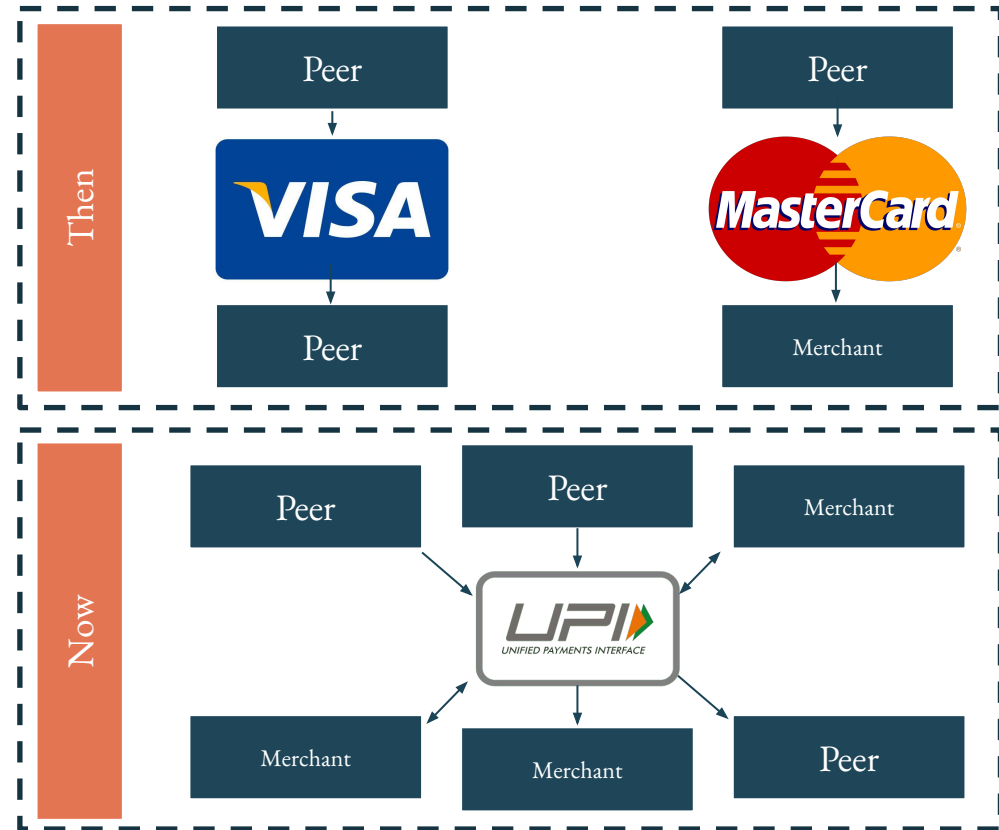 Then
Peer
Peer
VISA
MasterCard
Peer
Merchant
Now
Peer
Peer
Merchant
UPI
UNIFIED PAYMENTS INTERFACE
Merchant
Merchant
Peer